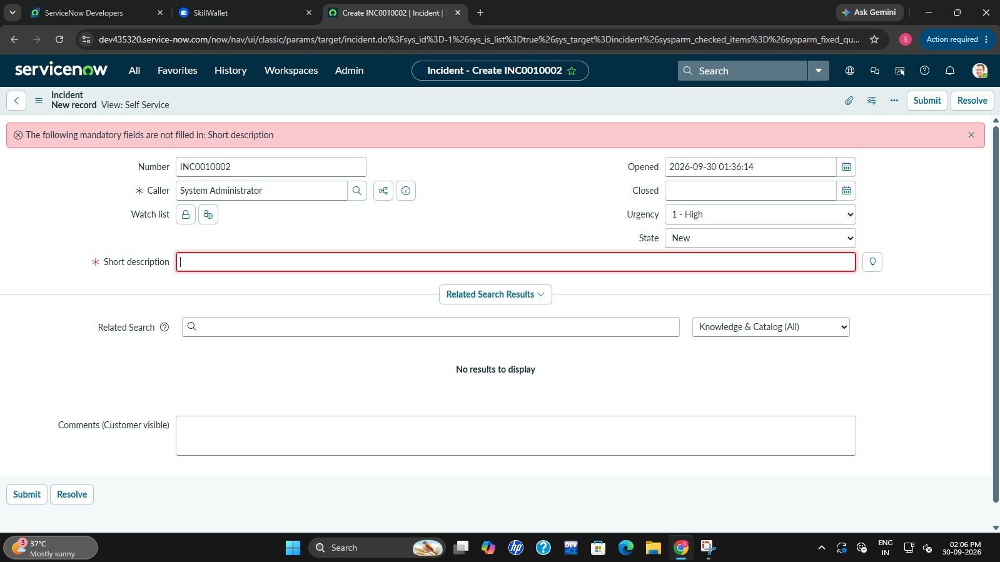 ServiceNow Developers
SkillWallet
Create INC0010002 | Incident |
Ask Gemini
dev435320.service-now.com/now/nav/ui/classic/params/target/incident.do%3Fsys_id%3D-1%26sys_is_list%3Dtrue%26sys_target%3Dincident%26sysparm_checked_items%3D%26sysparm_fixed_qu...
S
Action required
servicenow
All
Favorites
History
Workspaces
Admin
Incident - Create INC0010002
Search
Incident
New record View: Self Service
Submit
Resolve
The following mandatory fields are not filled in: Short description
Number
INC0010002
Opened
2026-09-30 01:36:14
Caller
System Administrator
Closed
Watch list
Urgency
1 - High
State
New
Short description
Related Search Results
Related Search
Knowledge & Catalog (All)
No results to display
Comments (Customer visible)
Submit
Resolve
3
37°C
Mostly sunny
Search
hp
DEV
ENG
IN
02:06 PM
30-09-2026